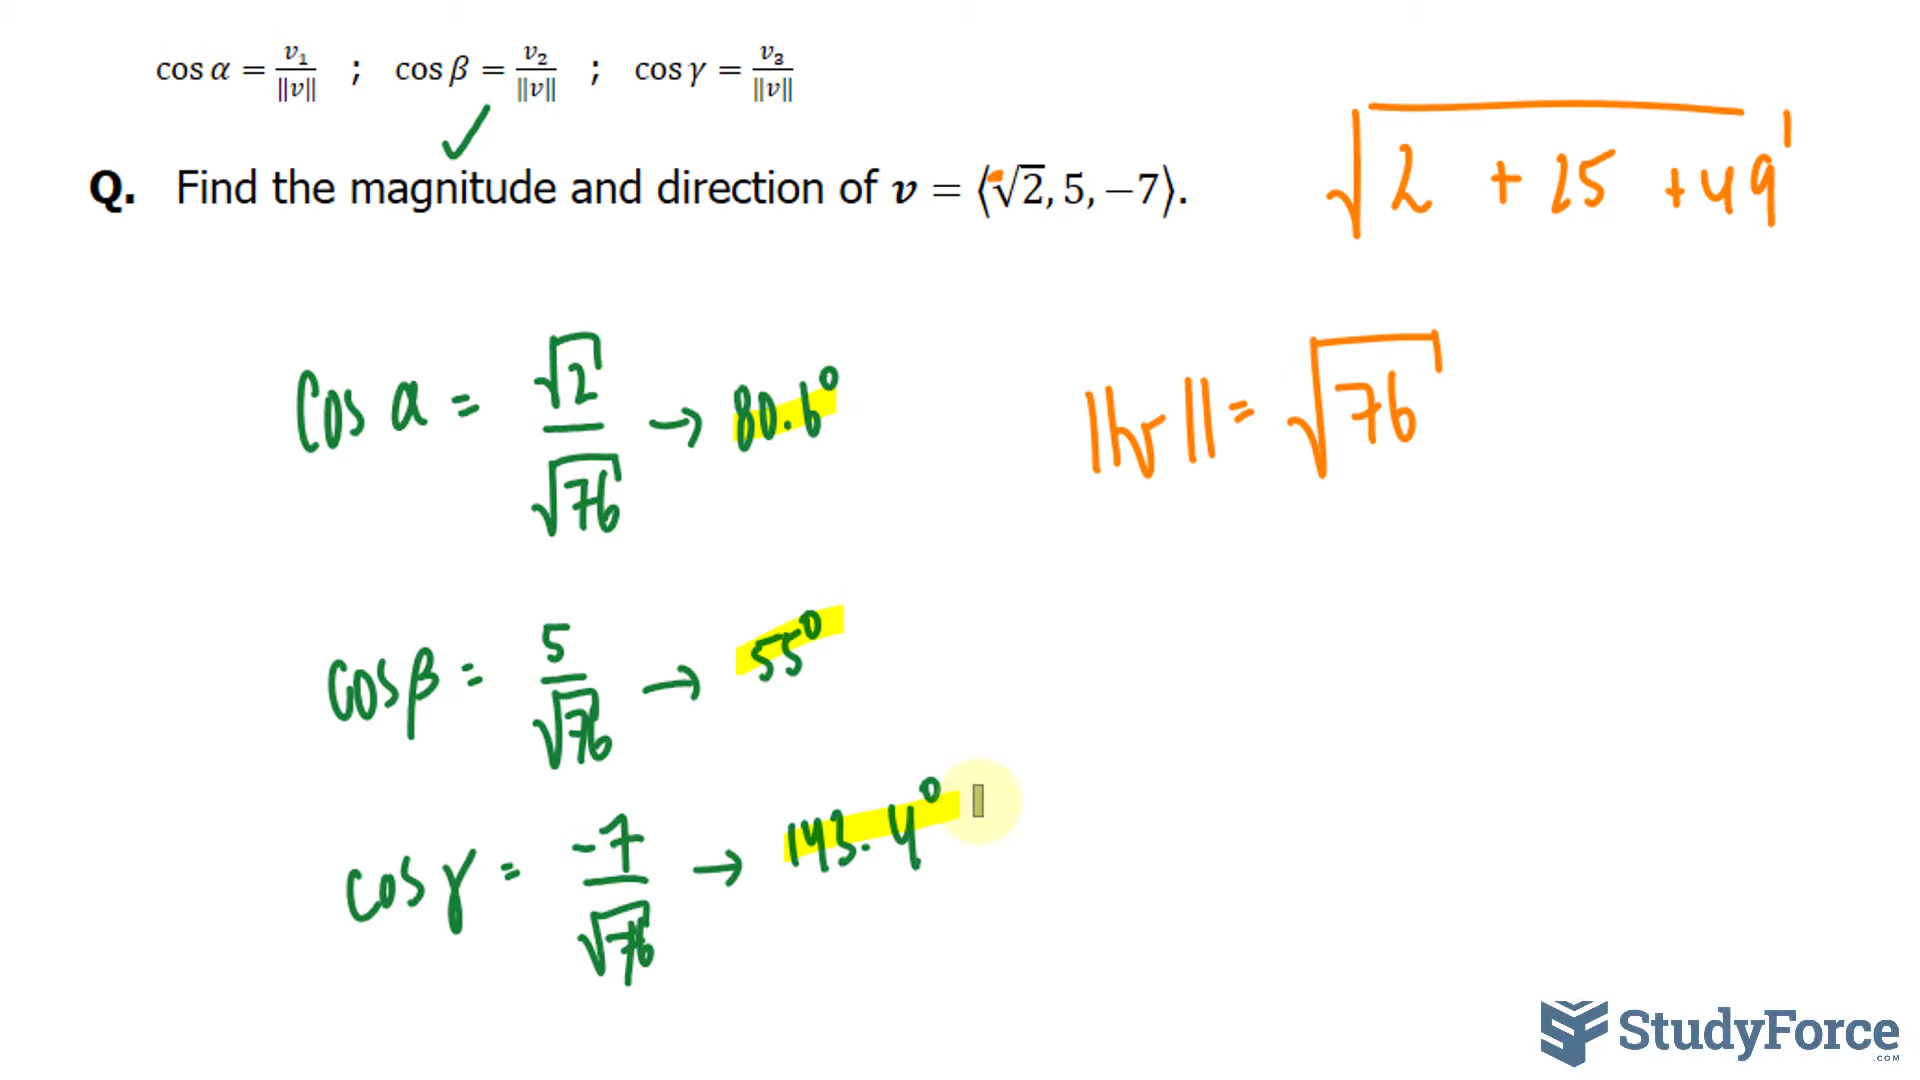 cos α = v₁/‖v‖ ; cos β = v₂/‖v‖ ; cos γ = v₃/‖v‖
Q. Find the magnitude and direction of v = ⟨√2, 5, −7⟩.
√(2 + 25 + 49)
cos α = √2/√76 → 80.6°
||v|| = √76
cos β = 5/√76 → 55°
cos γ = -7/√76 → 143.4°
StudyForce
.COM